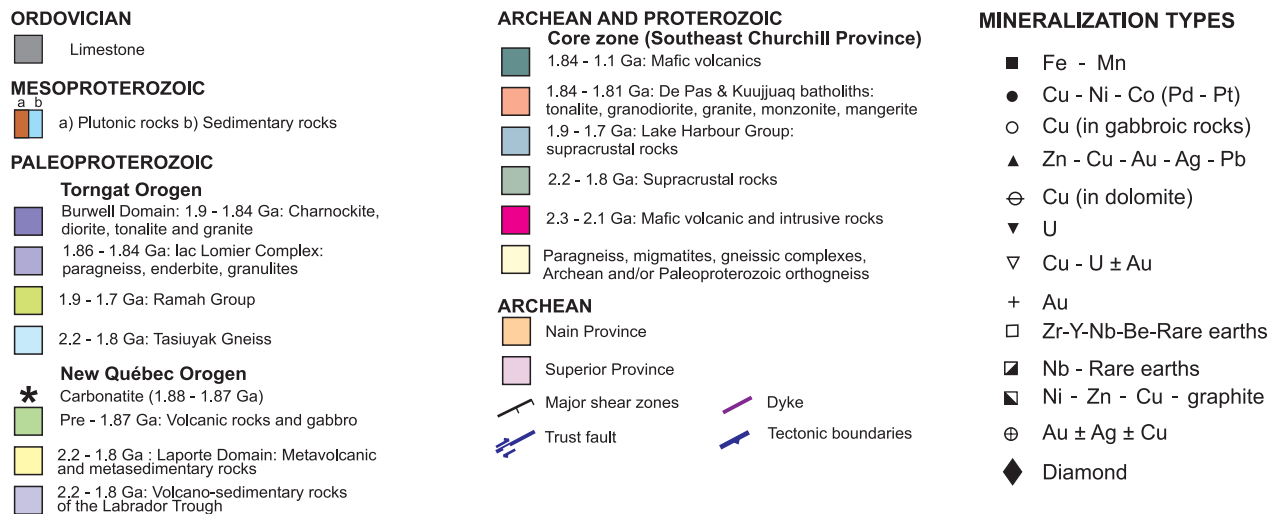 ORDOVICIAN
Limestone
MESOPROTEROZOIC
a b
a) Plutonic rocks b) Sedimentary rocks
PALEOPROTEROZOIC
Torngat Orogen
Burwell Domain: 1.9 - 1.84 Ga: Charnockite,
diorite, tonalite and granite
1.86 - 1.84 Ga: lac Lomier Complex:
paragneiss, enderbite, granulites
1.9 - 1.7 Ga: Ramah Group
2.2 - 1.8 Ga: Tasiuyak Gneiss
New Québec Orogen
Carbonatite (1.88 - 1.87 Ga)
Pre - 1.87 Ga: Volcanic rocks and gabbro
2.2 - 1.8 Ga : Laporte Domain: Metavolcanic
and metasedimentary rocks
2.2 - 1.8 Ga: Volcano-sedimentary rocks
of the Labrador Trough
ARCHEAN AND PROTEROZOIC
Core zone (Southeast Churchill Province)
1.84 - 1.1 Ga: Mafic volcanics
1.84 - 1.81 Ga: De Pas & Kuujjuaq batholiths:
tonalite, granodiorite, granite, monzonite, mangerite
1.9 - 1.7 Ga: Lake Harbour Group:
supracrustal rocks
2.2 - 1.8 Ga: Supracrustal rocks
2.3 - 2.1 Ga: Mafic volcanic and intrusive rocks
Paragneiss, migmatites, gneissic complexes,
Archean and/or Paleoproterozoic orthogneiss
ARCHEAN
Nain Province
Superior Province
Major shear zones
Dyke
Trust fault
Tectonic boundaries
MINERALIZATION TYPES
Fe - Mn
Cu - Ni - Co (Pd - Pt)
Cu (in gabbroic rocks)
Zn - Cu - Au - Ag - Pb
Cu (in dolomite)
U
Cu - U ± Au
Au
Zr-Y-Nb-Be-Rare earths
Nb - Rare earths
Ni - Zn - Cu - graphite
Au ± Ag ± Cu
Diamond